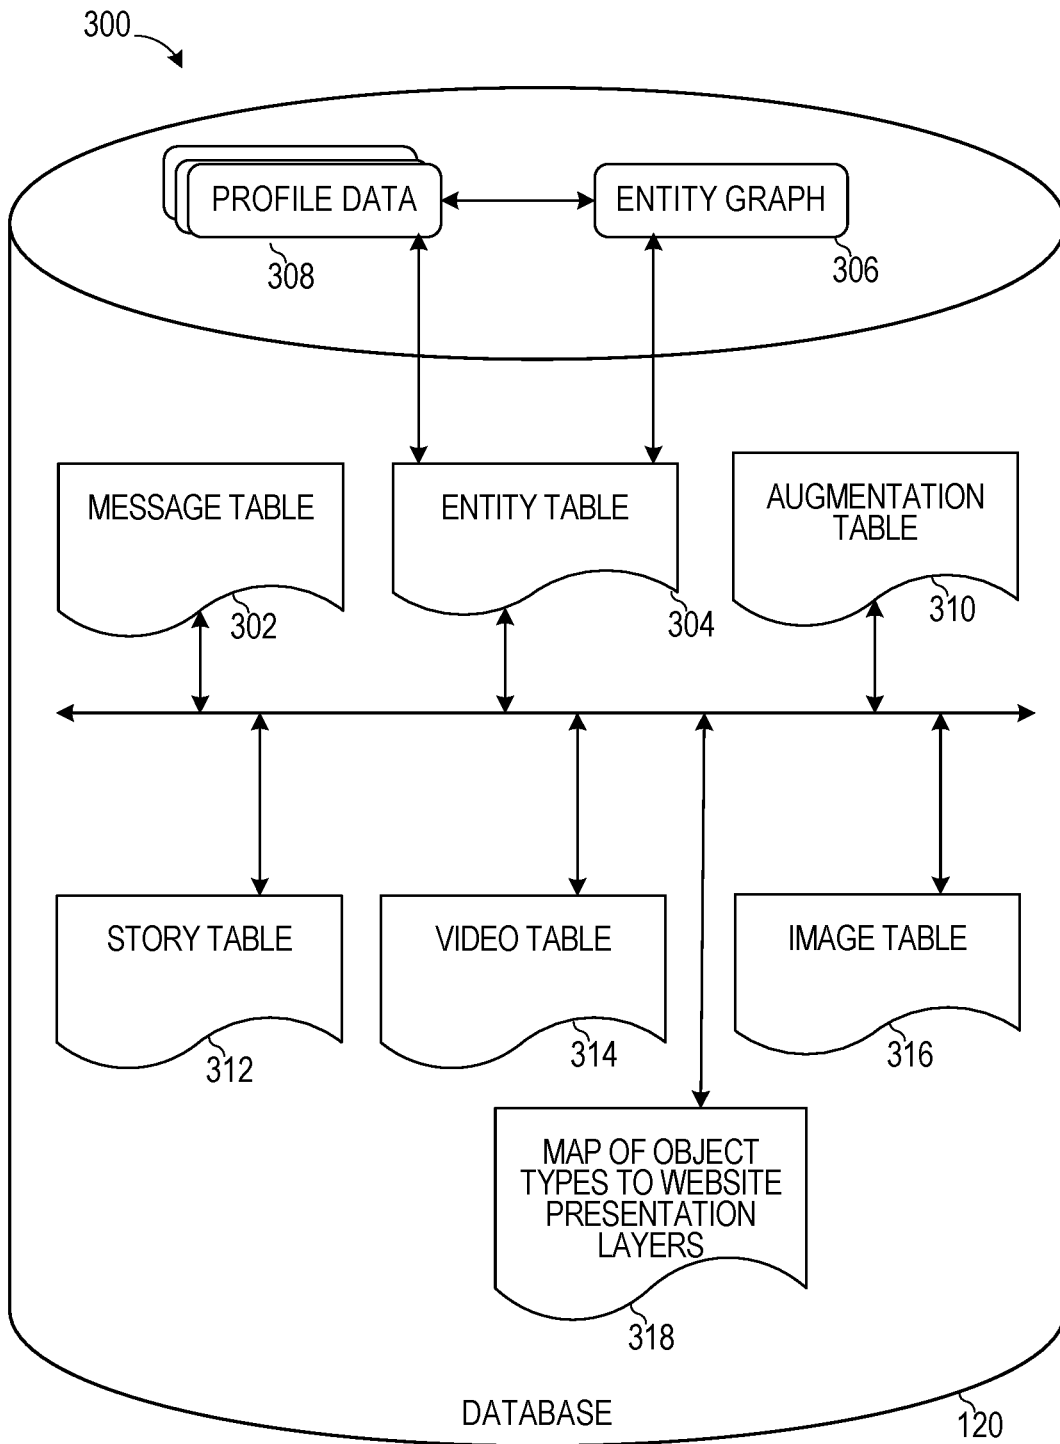 300
PROFILE DATA
ENTITY GRAPH
308
306
MESSAGE TABLE
ENTITY TABLE
AUGMENTATION
TABLE
302
304
310
STORY TABLE
VIDEO TABLE
IMAGE TABLE
312
314
316
MAP OF OBJECT
TYPES TO WEBSITE
PRESENTATION
LAYERS
318
DATABASE
120